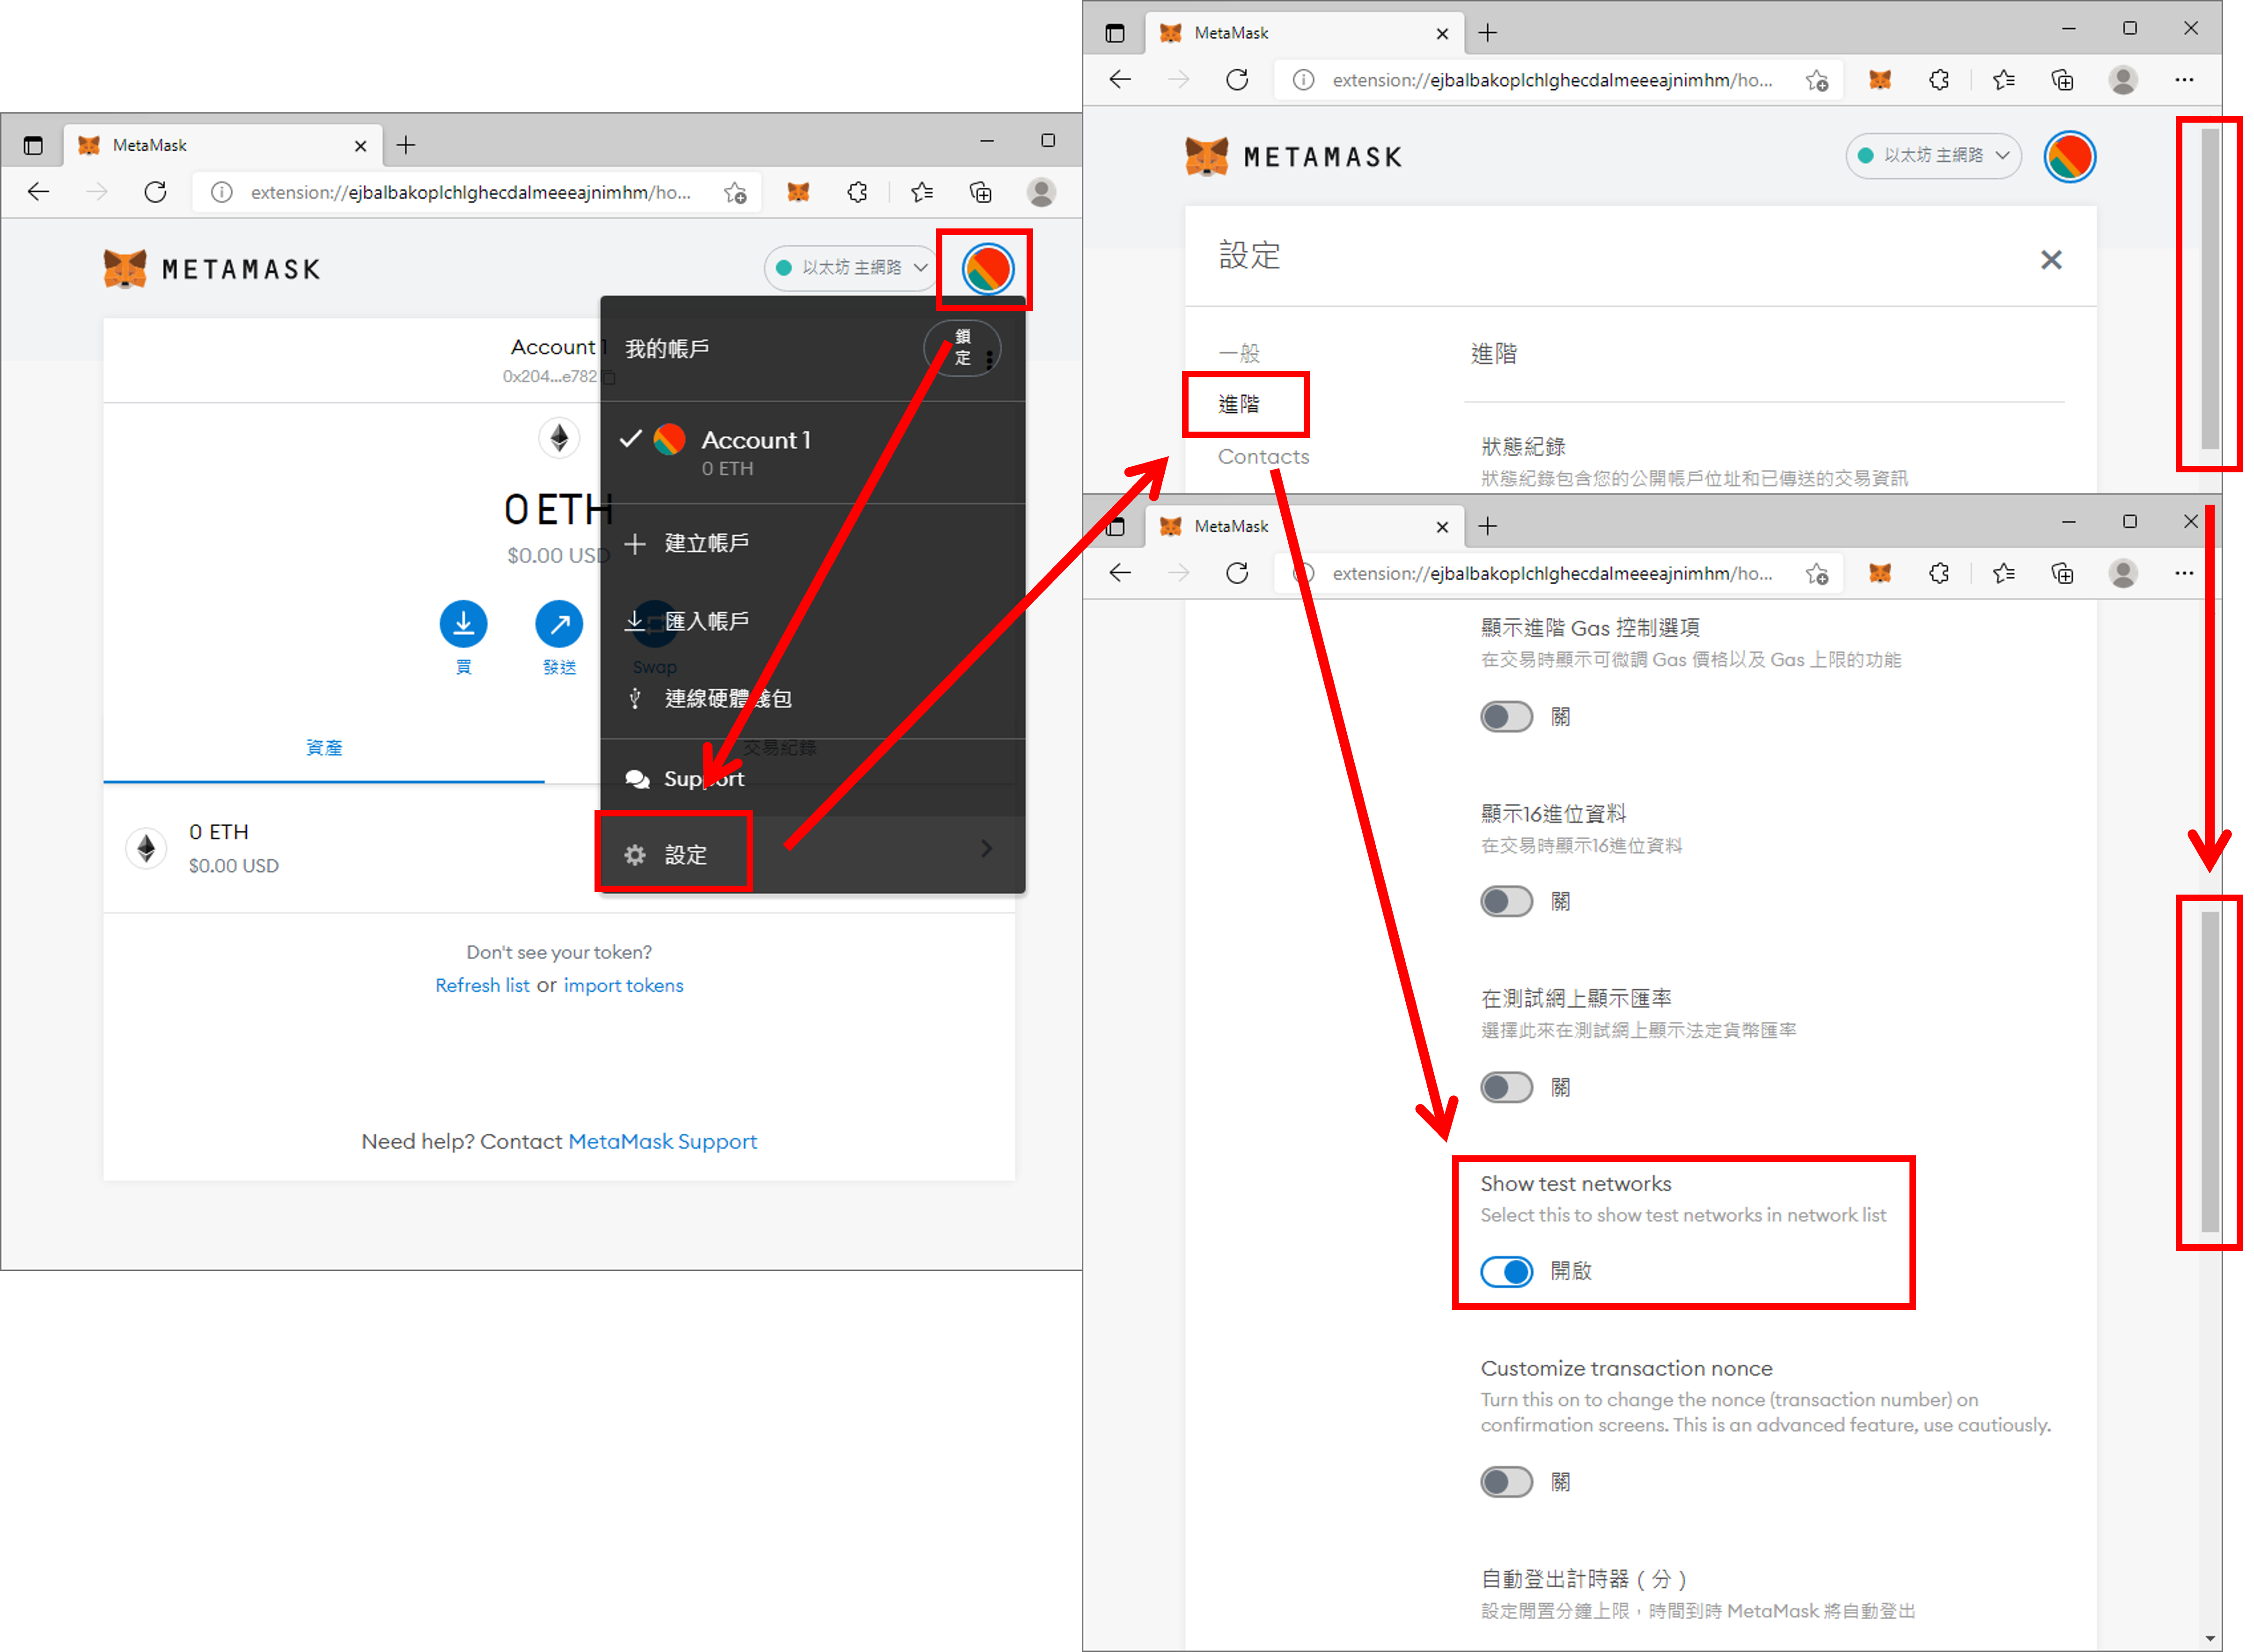 MetaMask
extension://ejbalbakoplchlghecdalmeeeajnimhm/ho...
METAMASK
以太坊 主網路
Account 1
0x204...e782
0 ETH
$0.00 USD
買
發送
Swap
資產
交易紀錄
0 ETH
$0.00 USD
Don't see your token?
Refresh list or import tokens
Need help? Contact MetaMask Support
我的帳戶
鎖
定
Account 1
0 ETH
建立帳戶
匯入帳戶
連線硬體錢包
Support
設定
MetaMask
extension://ejbalbakoplchlghecdalmeeeajnimhm/ho...
METAMASK
以太坊 主網路
設定
一般
進階
Contacts
進階
狀態紀錄
狀態紀錄包含您的公開帳戶位址和已傳送的交易資訊
MetaMask
extension://ejbalbakoplchlghecdalmeeeajnimhm/ho...
顯示進階 Gas 控制選項
在交易時顯示可微調 Gas 價格以及 Gas 上限的功能
關
顯示16進位資料
在交易時顯示16進位資料
關
在測試網上顯示匯率
選擇此來在測試網上顯示法定貨幣匯率
關
Show test networks
Select this to show test networks in network list
開啟
Customize transaction nonce
Turn this on to change the nonce (transaction number) on
confirmation screens. This is an advanced feature, use cautiously.
關
自動登出計時器（分）
設定閒置分鐘上限，時間到時 MetaMask 將自動登出